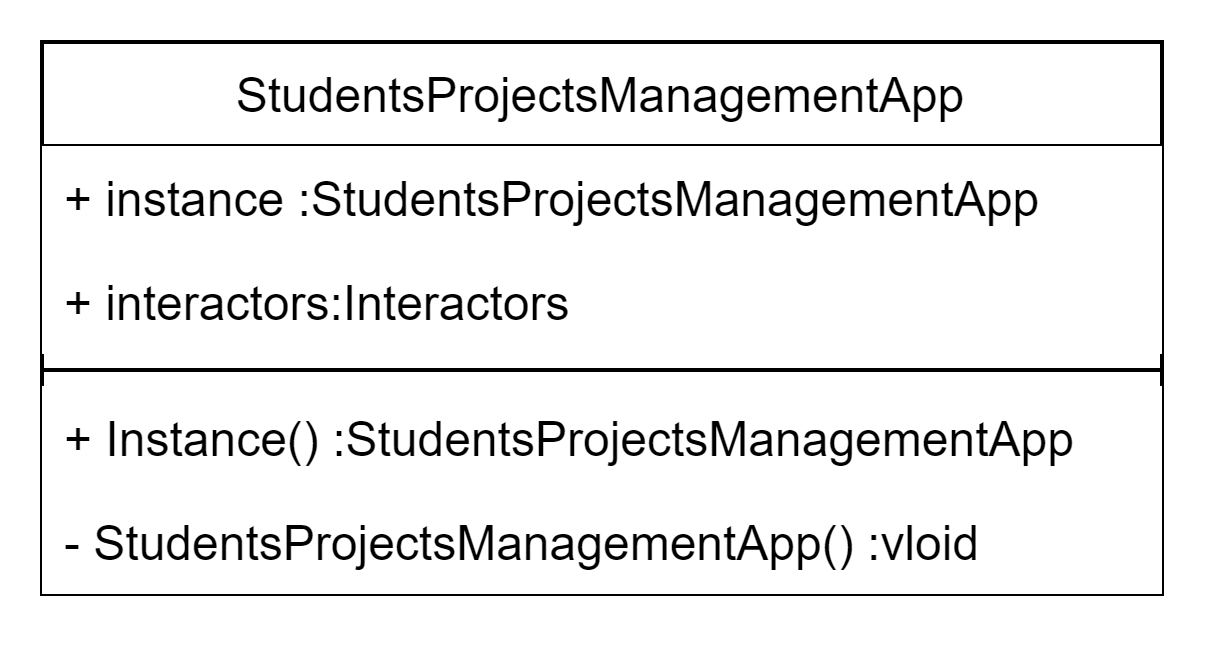 StudentsProjectsManagementApp
+ instance :StudentsProjectsManagementApp
+ interactors:Interactors
+ Instance() :StudentsProjectsManagementApp
- StudentsProjectsManagementApp() :vloid